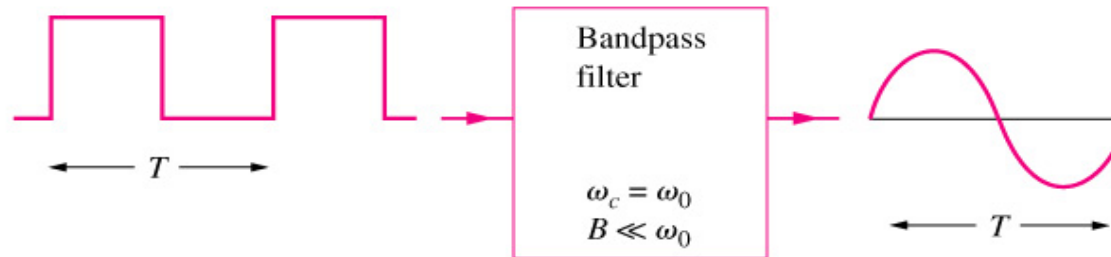 T
Bandpass
filter
ω_c = ω_0
B ≪ ω_0
T